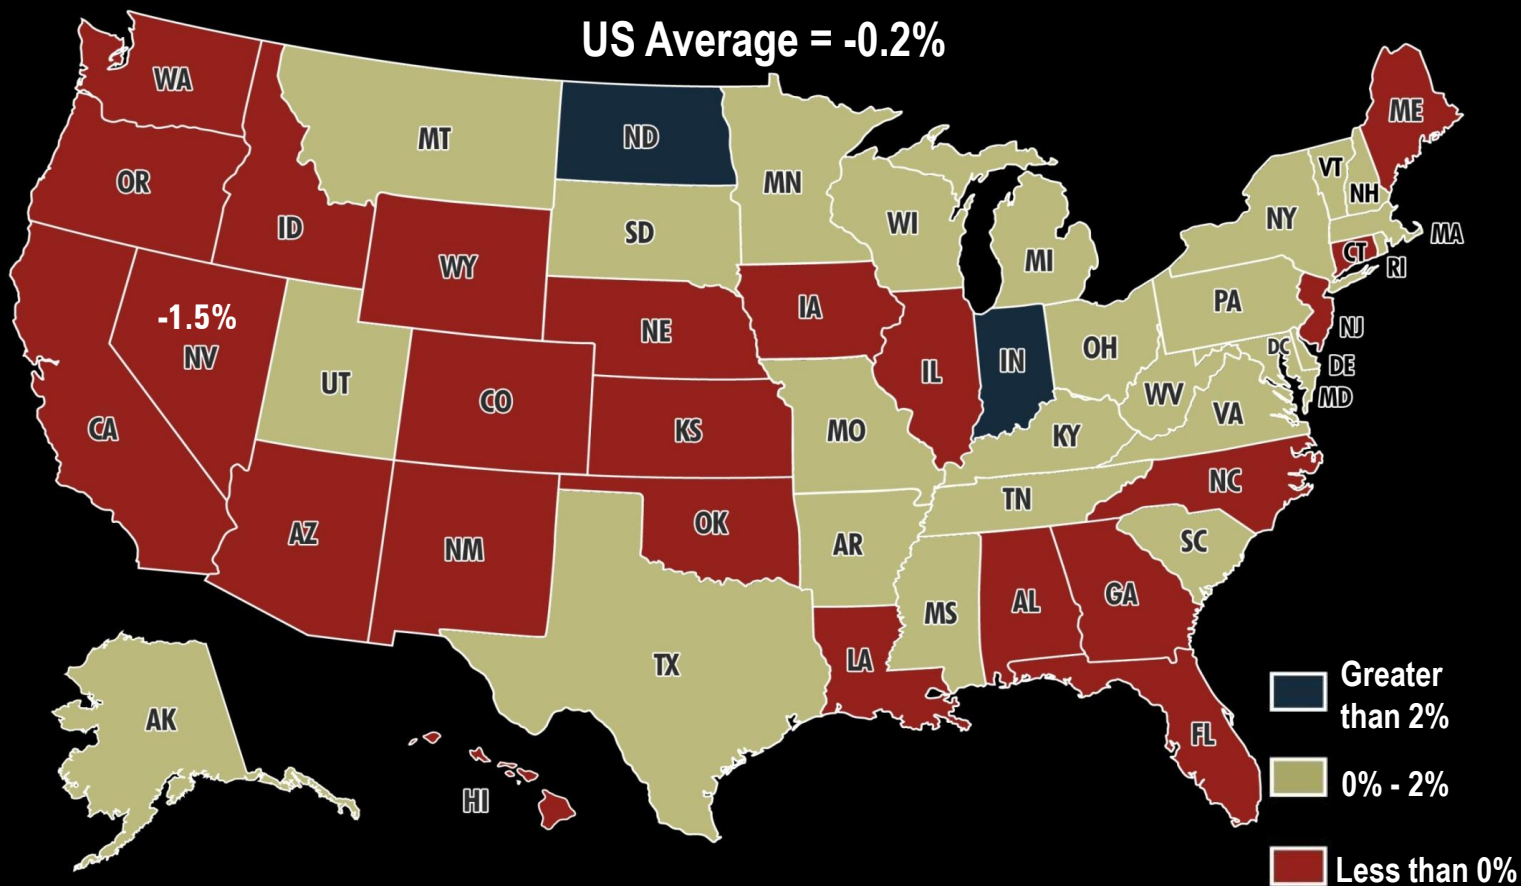 US Average = -0.2%
WA
MT
ND
MN
OR
ID
WY
SD
WI
MI
NY
VT
NH
ME
MA
CT
RI
-1.5%
NV
UT
CO
NE
IA
IL
IN
OH
PA
NJ
DC
DE
MD
CA
KS
MO
KY
WV
VA
AZ
NM
OK
AR
TN
NC
SC
TX
LA
MS
AL
GA
FL
AK
HI
Greater
than 2%
0% - 2%
Less than 0%